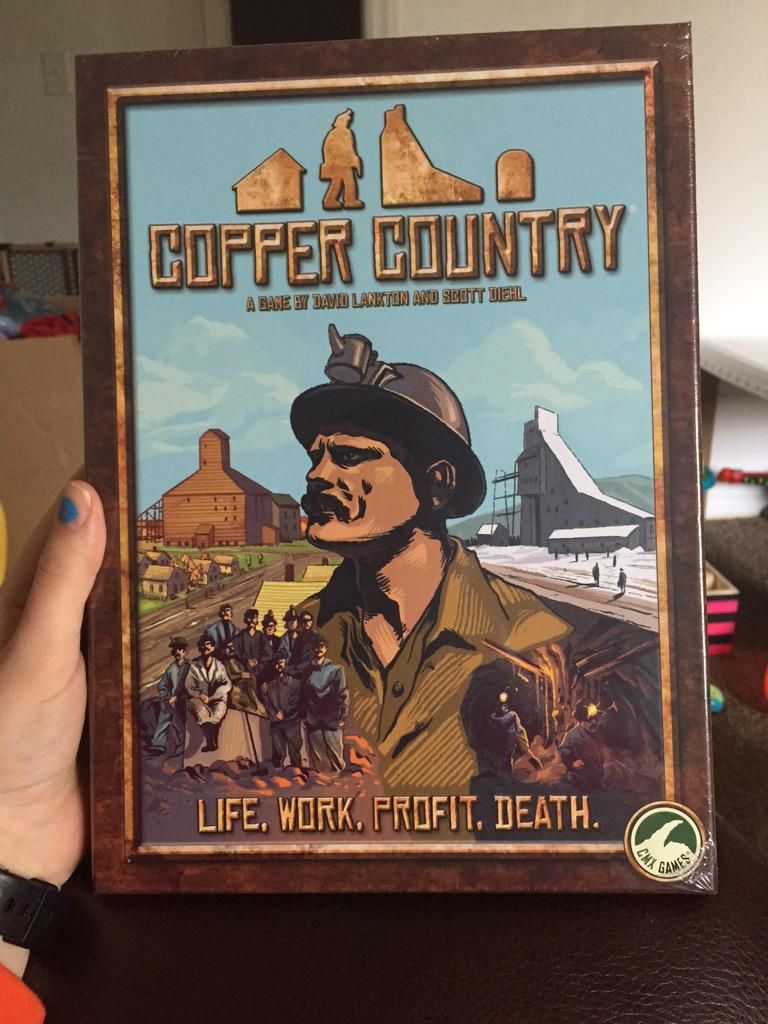 COPPER COUNTRY
A GAME BY DAVID LANKTON AND SCOTT DIEHL
LIFE. WORK. PROFIT. DEATH.
CMX GAMES